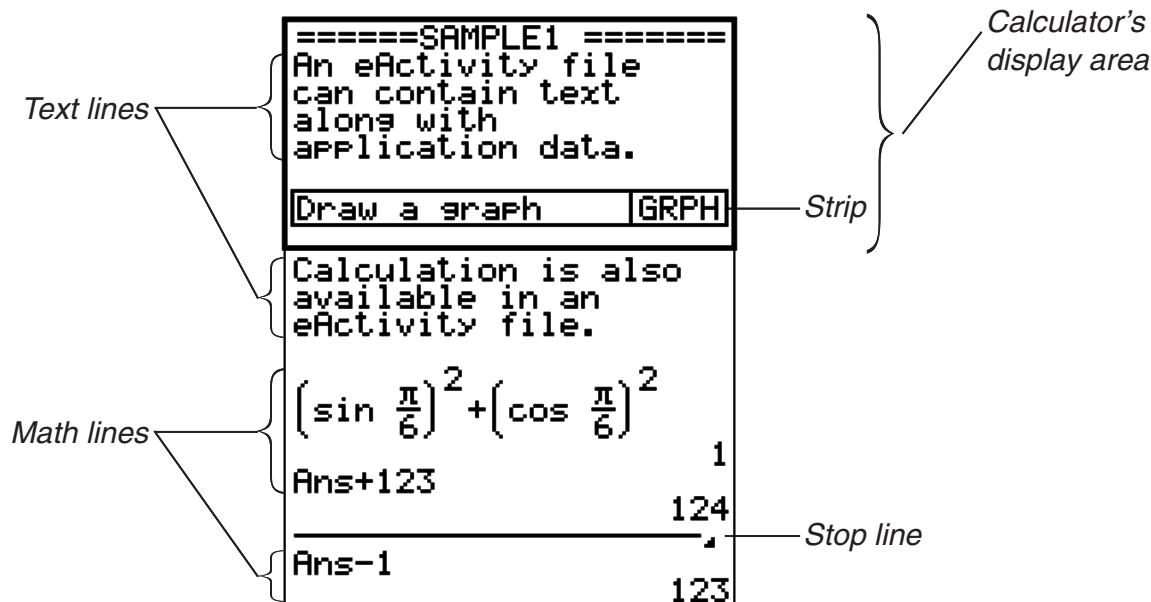 Calculator's
display area
======SAMPLE1 =======
An eActivity file
can contain text
along with
application data.
Text lines
Draw a graph GRPH
Strip
Calculation is also
available in an
eActivity file.
(sin π/6)²+(cos π/6)²
1
Math lines
Ans+123
124
Stop line
Ans-1
123